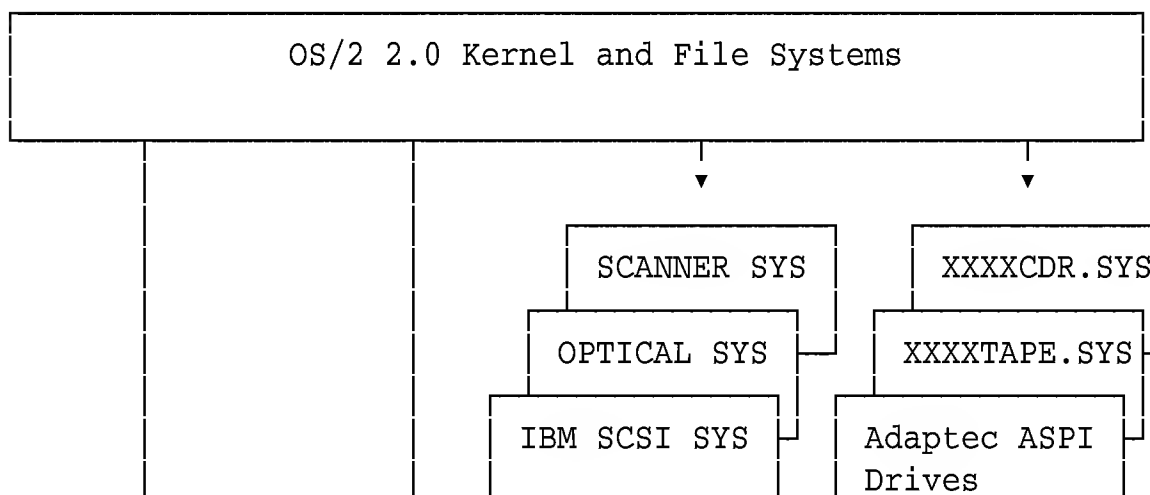 OS/2 2.0 Kernel and File Systems
SCANNER SYS
XXXXCDR.SYS
OPTICAL SYS
XXXXTAPE.SYS
IBM SCSI SYS
Adaptec ASPI
Drives